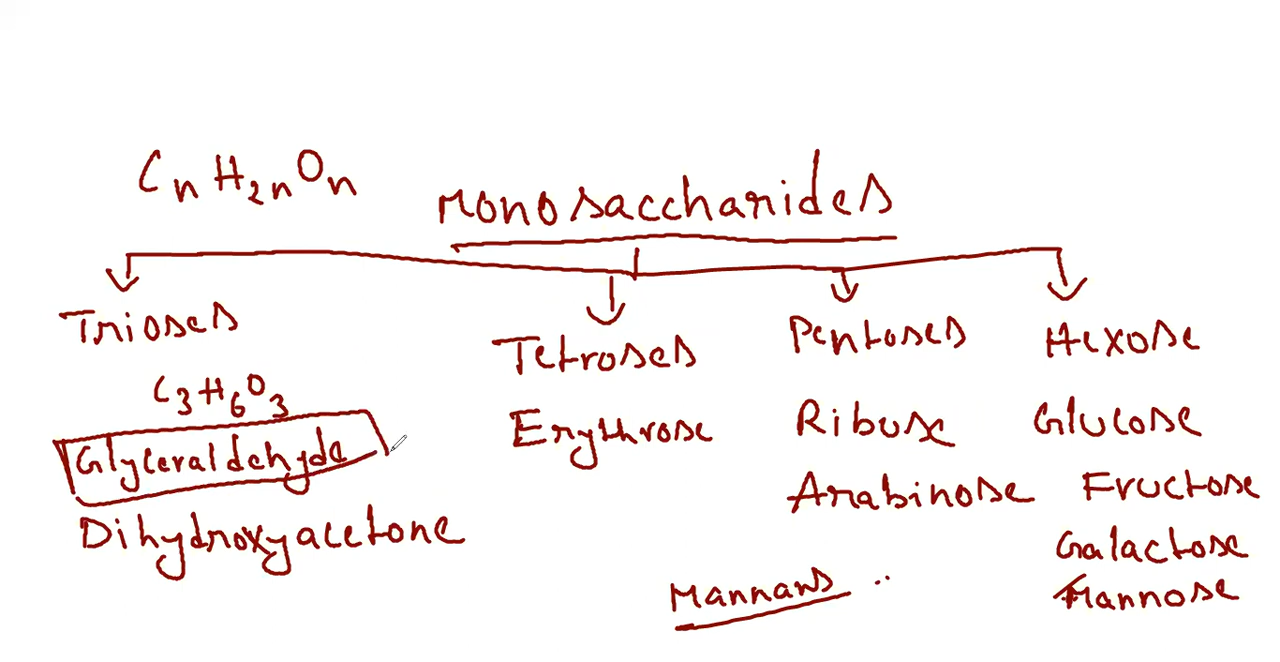 CnH2nOn
Monosaccharides
Trioses
Tetroses
Pentoses
Hexose
C3H6O3
Glyceraldehyde
Dihydroxyacetone
Erythrose
Ribose
Arabinose
Glucose
Fructose
Galactose
Mannose
Mannans ..